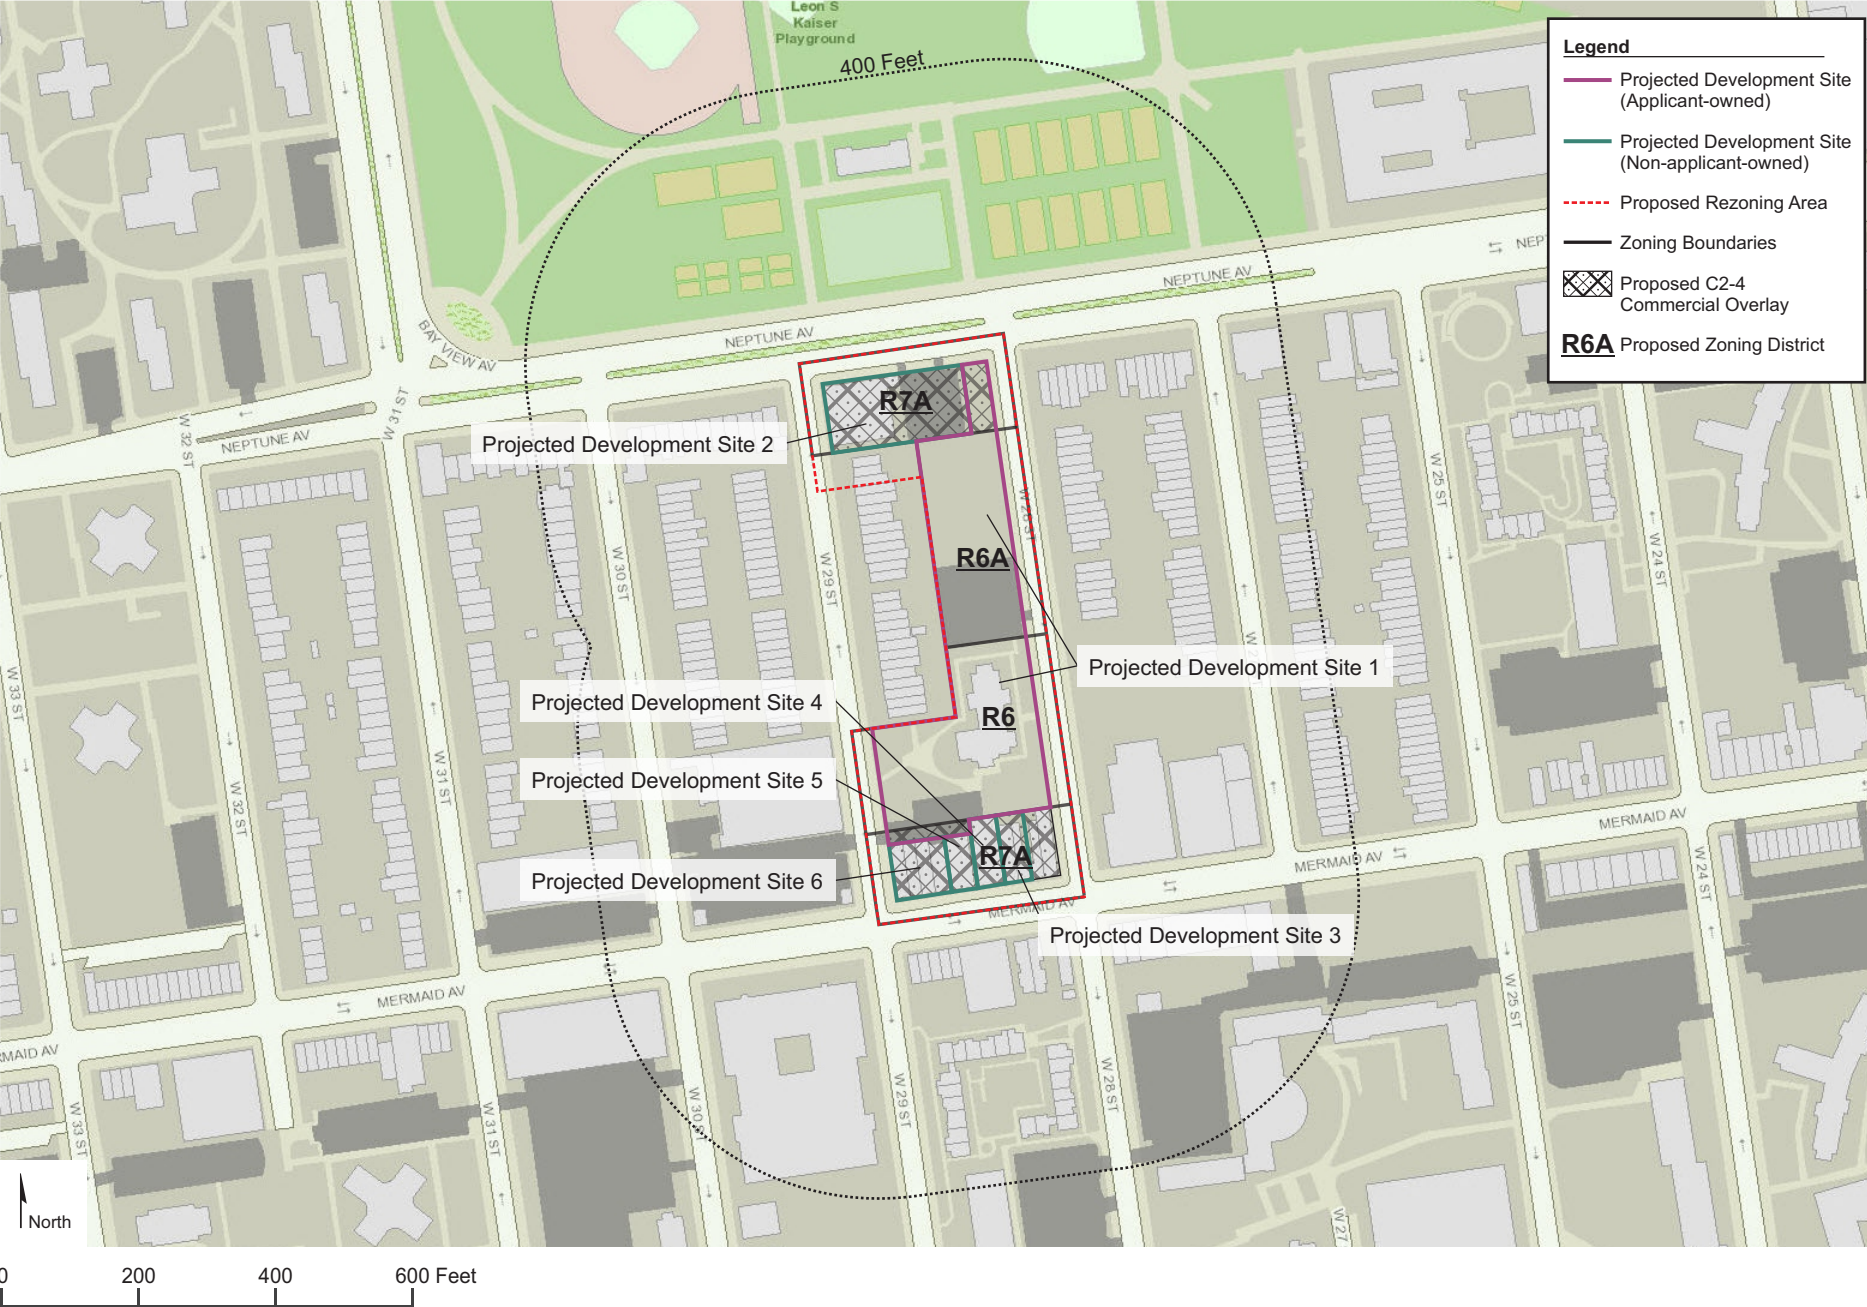 Leon S
Kaiser
Playground
400 Feet
Legend
Projected Development Site
(Applicant-owned)
Projected Development Site
(Non-applicant-owned)
Proposed Rezoning Area
Zoning Boundaries
Proposed C2-4
Commercial Overlay
R6A Proposed Zoning District
NEPTUNE AV
NEPTUNE AV
BAY VIEW AV
NEPTUNE AV
W 31 ST
W 32 ST
NEPTUNE AV
R7A
Projected Development Site 2
W 25 ST
W 24 ST
W 30 ST
W 29 ST
R6A
Projected Development Site 1
W 33 ST
Projected Development Site 4
R6
W 31 ST
W 32 ST
Projected Development Site 5
MERMAID AV
MERMAID AV
R7A
Projected Development Site 6
W 24 ST
MERMAID AV
Projected Development Site 3
MERMAID AV
W 25 ST
W 33 ST
W 31 ST
W 30 ST
W 29 ST
W 28 ST
W 27
North
0
200
400
600 Feet